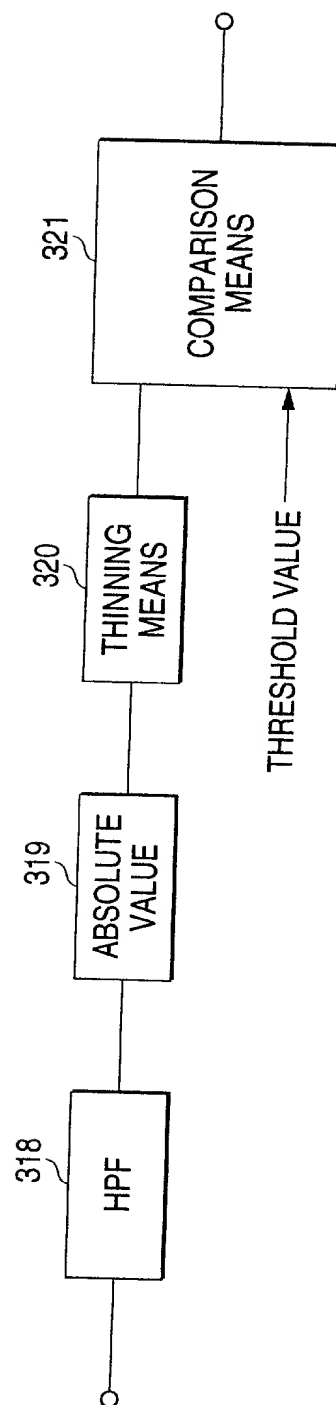 318
HPF
319
ABSOLUTE
VALUE
320
THINNING
MEANS
321
COMPARISON
MEANS
THRESHOLD VALUE